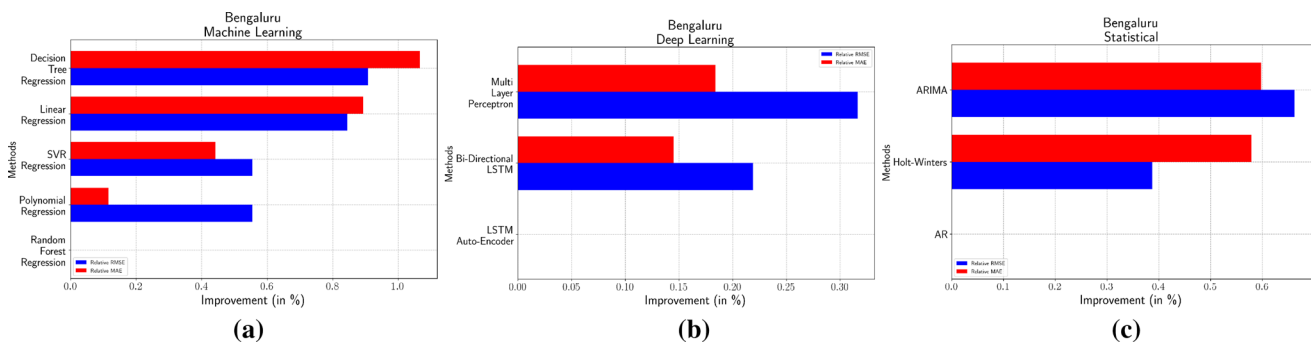 Bengaluru
Machine Learning
Methods
Decision
Tree
Regression
Linear
Regression
SVR
Regression
Polynomial
Regression
Random
Forest
Regression
Relative RMSE
Relative MAE
0.0 0.2 0.4 0.6 0.8 1.0
Improvement (in %)
(a)
Bengaluru
Deep Learning
Relative RMSE
Relative MAE
Methods
Multi
Layer
Perceptron
Bi-Directional
LSTM
LSTM
Auto-Encoder
0.00 0.05 0.10 0.15 0.20 0.25 0.30
Improvement (in %)
(b)
Bengaluru
Statistical
Methods
ARIMA
Holt-Winters
AR
Relative RMSE
Relative MAE
0.0 0.1 0.2 0.3 0.4 0.5 0.6
Improvement (in %)
(c)